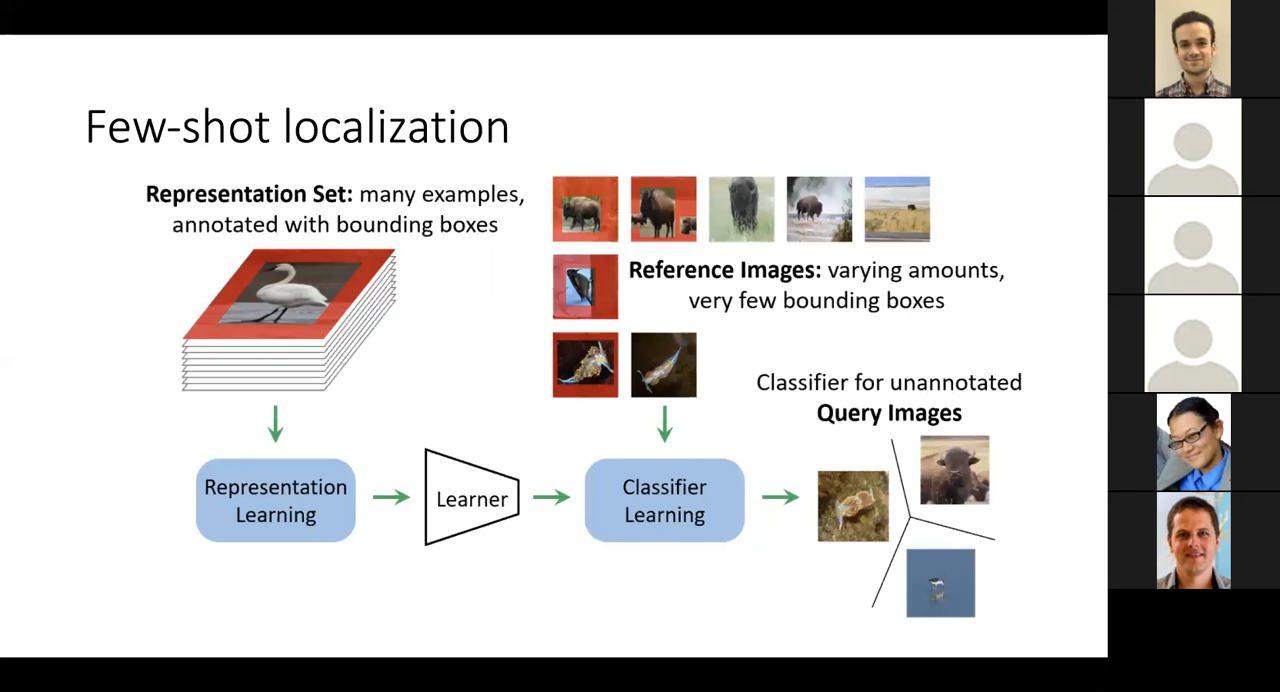 Few-shot localization
Representation Set: many examples,
annotated with bounding boxes
Reference Images: varying amounts,
very few bounding boxes
Classifier for unannotated
Query Images
Representation
Learning
Learner
Classifier
Learning